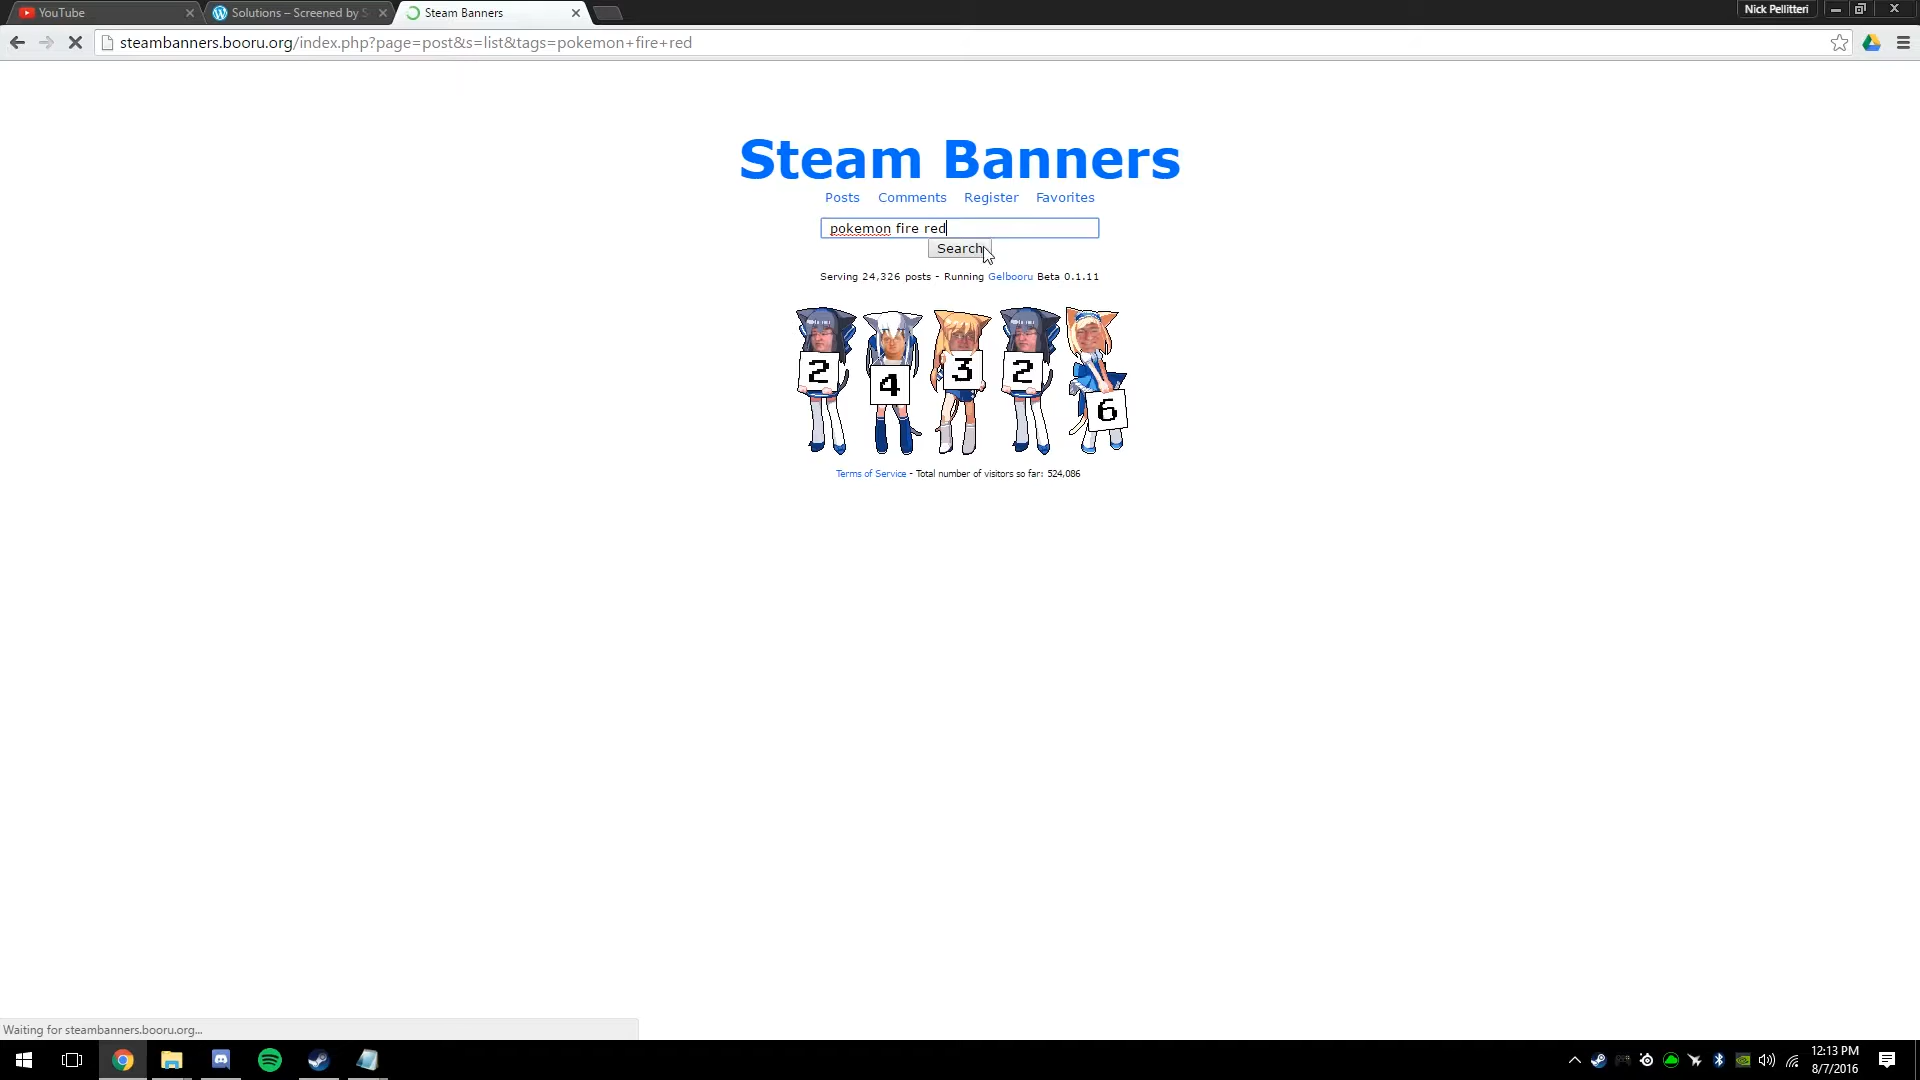 YouTube
Solutions – Screened by S
Steam Banners
Nick Pellitteri
steambanners.booru.org/index.php?page=post&s=list&tags=pokemon+fire+red
Steam Banners
Posts Comments Register Favorites
pokemon fire red
Search
Serving 24,326 posts - Running Gelbooru Beta 0.1.11
2 4 3 2 6
Terms of Service - Total number of visitors so far: 524,086
Waiting for steambanners.booru.org...
12:13 PM
8/7/2016